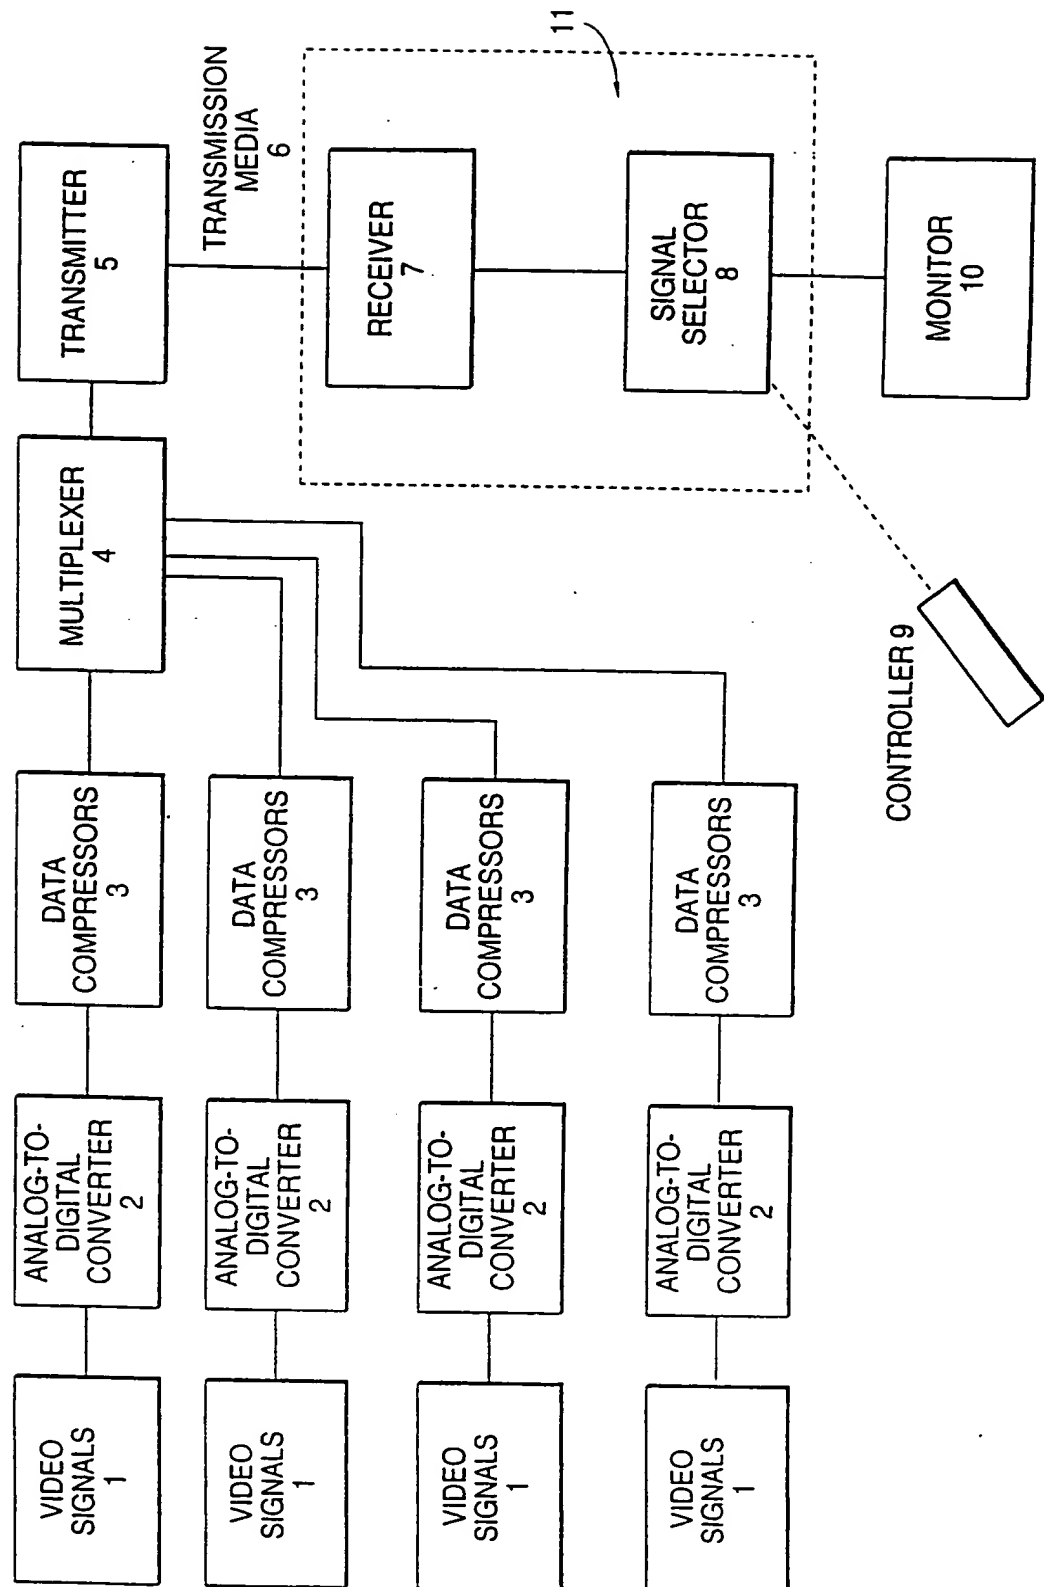 VIDEO
SIGNALS
1
ANALOG-TO-
DIGITAL
CONVERTER
2
DATA
COMPRESSORS
3
MULTIPLEXER
4
TRANSMITTER
5
VIDEO
SIGNALS
1
ANALOG-TO-
DIGITAL
CONVERTER
2
DATA
COMPRESSORS
3
TRANSMISSION
MEDIA
6
VIDEO
SIGNALS
1
ANALOG-TO-
DIGITAL
CONVERTER
2
DATA
COMPRESSORS
3
RECEIVER
7
11
VIDEO
SIGNALS
1
ANALOG-TO-
DIGITAL
CONVERTER
2
DATA
COMPRESSORS
3
SIGNAL
SELECTOR
8
CONTROLLER 9
MONITOR
10